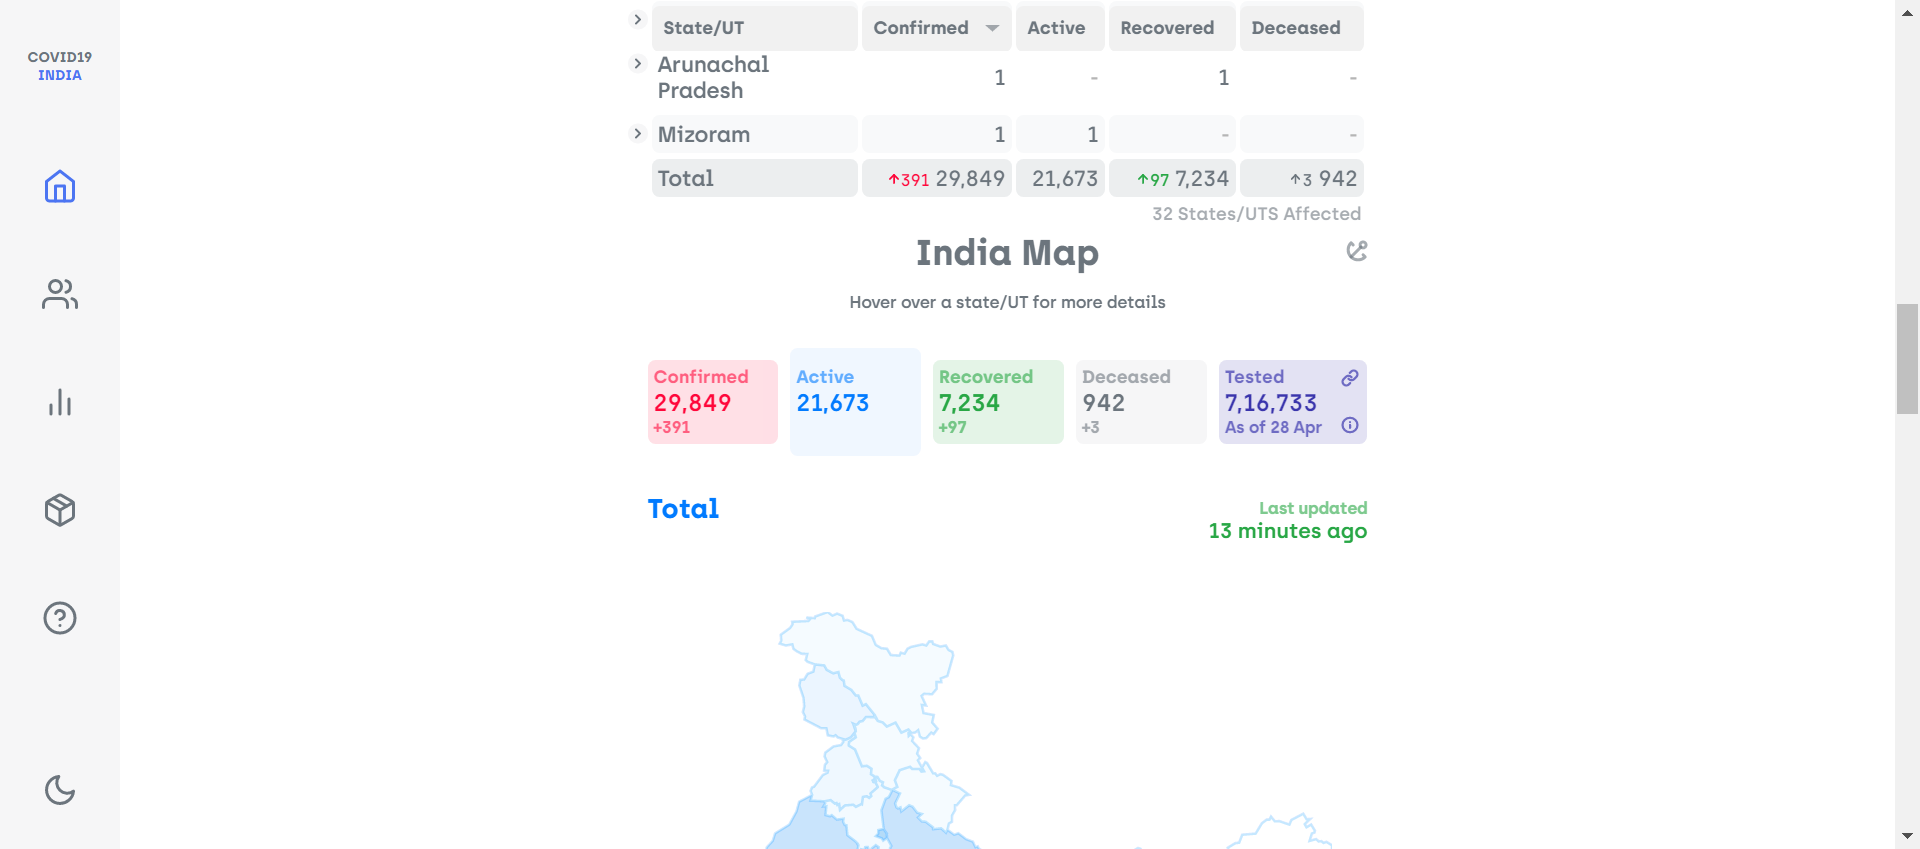 COVID19
INDIA
State/UT Confirmed Active Recovered Deceased
Arunachal
Pradesh
1 - 1 -
Mizoram 1 1 - -
Total ↑391 29,849 21,673 ↑97 7,234 ↑3 942
32 States/UTS Affected
India Map
Hover over a state/UT for more details
Confirmed
29,849
+391
Active
21,673
Recovered
7,234
+97
Deceased
942
+3
Tested
7,16,733
As of 28 Apr
Total
Last updated
13 minutes ago